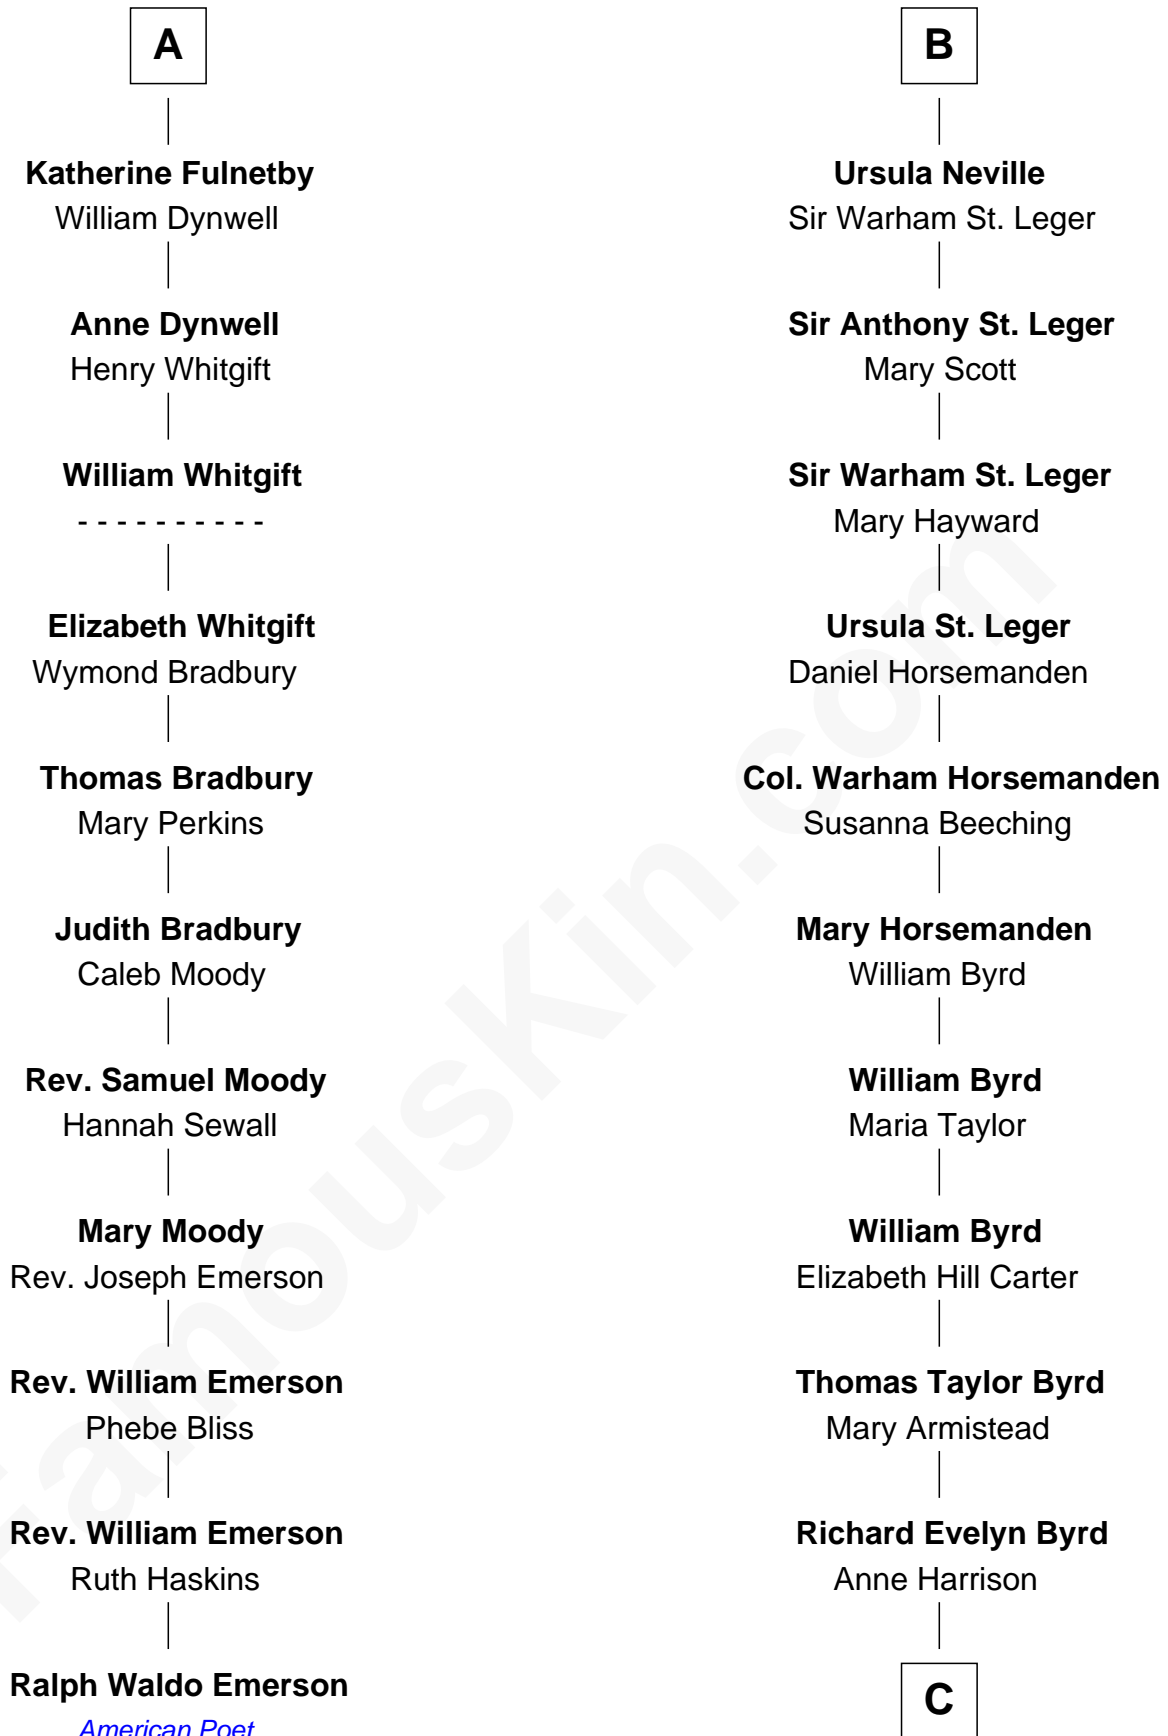 A
Katherine Fulnetby
William Dynwell
Anne Dynwell
Henry Whitgift
William Whitgift
- - - - - - - - - -
Elizabeth Whitgift
Wymond Bradbury
Thomas Bradbury
Mary Perkins
Judith Bradbury
Caleb Moody
Rev. Samuel Moody
Hannah Sewall
Mary Moody
Rev. Joseph Emerson
Rev. William Emerson
Phebe Bliss
Rev. William Emerson
Ruth Haskins
Ralph Waldo Emerson
American Poet
B
Ursula Neville
Sir Warham St. Leger
Sir Anthony St. Leger
Mary Scott
Sir Warham St. Leger
Mary Hayward
Ursula St. Leger
Daniel Horsemanden
Col. Warham Horsemanden
Susanna Beeching
Mary Horsemanden
William Byrd
William Byrd
Maria Taylor
William Byrd
Elizabeth Hill Carter
Thomas Taylor Byrd
Mary Armistead
Richard Evelyn Byrd
Anne Harrison
C
FamousKin.com